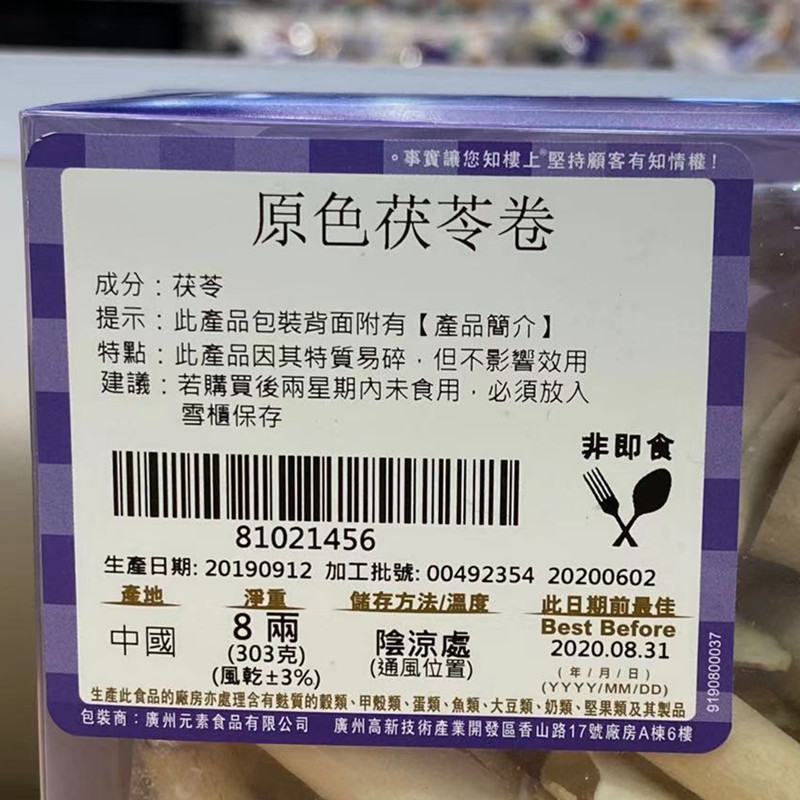 。事實讓您知樓上®堅持顧客有知情權!
原色茯苓卷
成分:茯苓
提示:此產品包裝背面附有【產品簡介】
特點:此產品因其特質易碎,但不影響效用
建議:若購買後兩星期內未食用,必須放入
雪櫃保存
非即食
81021456
生產日期: 20190912 加工批號: 00492354 20200602
產地 淨重 儲存方法/溫度 此日期前最佳
Best Before
中國 8 兩 陰涼處 2020.08.31
(303克) (通風位置) (年/月/日)
(風乾±3%) (YYYY/MM/DD)
生產此食品的廠房亦處理含有麩質的穀類、甲殼類、蛋類、魚類、大豆類、奶類、堅果類及其製品
包裝商:廣州元素食品有限公司 廣州高新技術產業開發區香山路17號廠房A棟6樓
9190800037